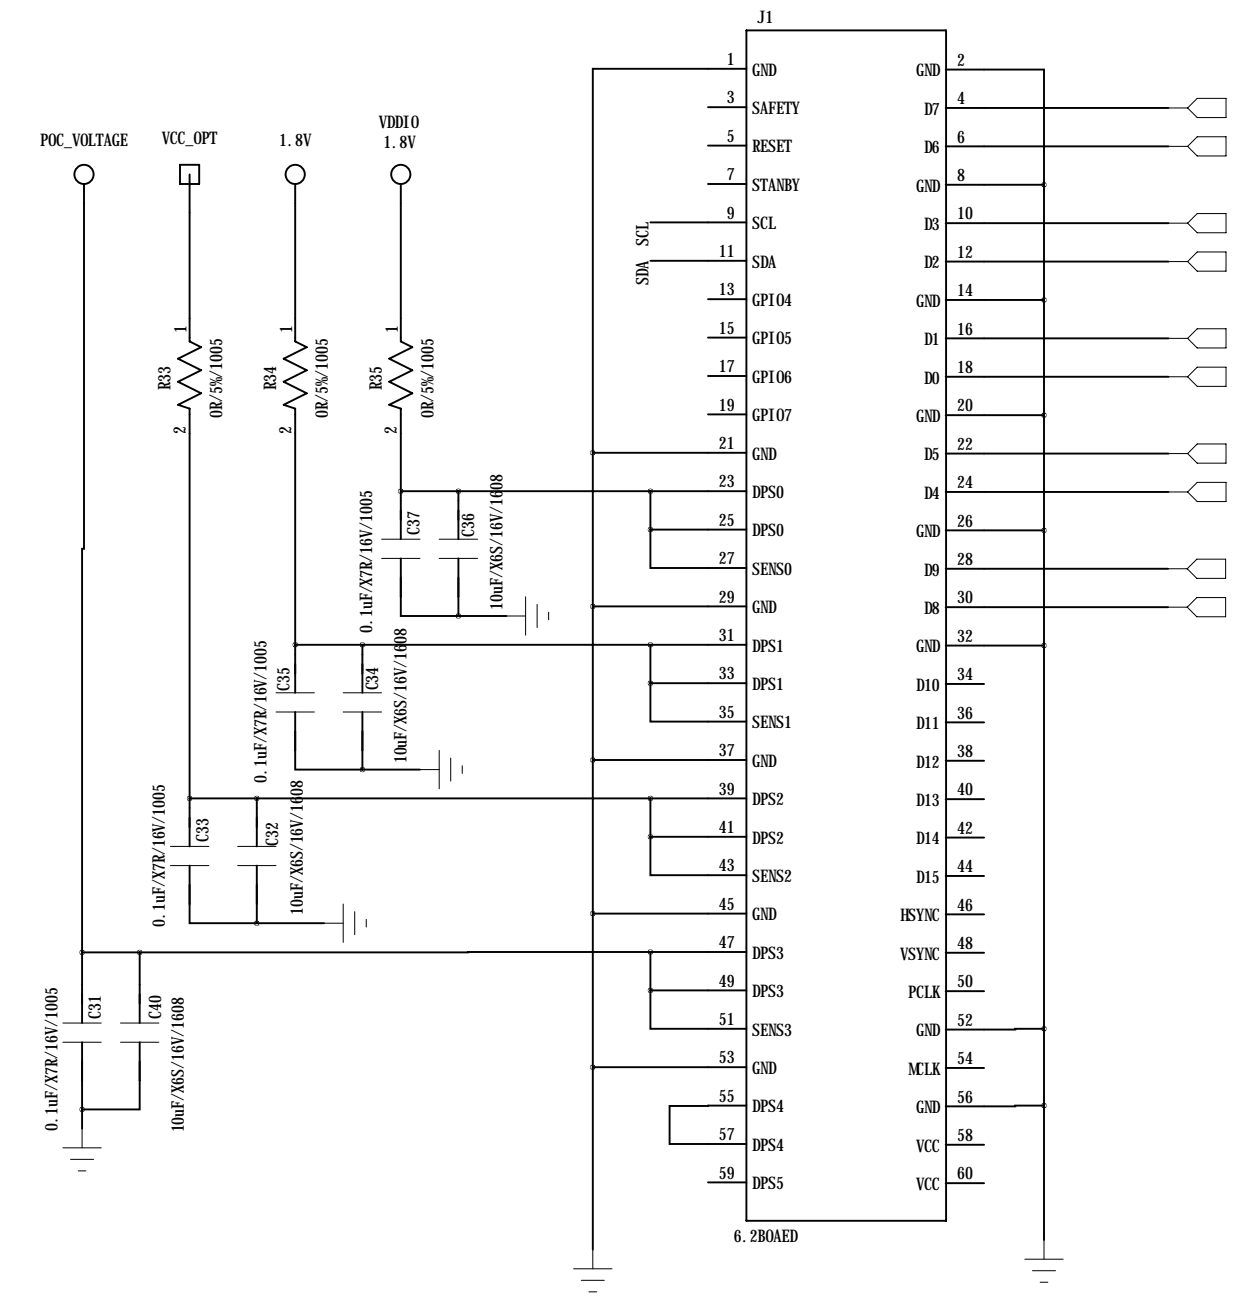 J1
POC_VOLTAGE
VCC_OPT
1.8V
VDDIO
1.8V
1 GND
GND 2
3 SAFETY
D7 4
5 RESET
D6 6
7 STANBY
GND 8
SCL
9 SCL
D3 10
SDA
11 SDA
D2 12
13 GPIO4
GND 14
15 GPIO5
D1 16
17 GPIO6
D0 18
19 GPIO7
GND 20
21 GND
D5 22
23 DPS0
D4 24
25 DPS0
GND 26
27 SENS0
D9 28
29 GND
D8 30
31 DPS1
GND 32
33 DPS1
D10 34
35 SENS1
D11 36
37 GND
D12 38
39 DPS2
D13 40
41 DPS2
D14 42
43 SENS2
D15 44
45 GND
HSYNC 46
47 DPS3
VSYNC 48
49 DPS3
PCLK 50
51 SENS3
GND 52
53 GND
MCLK 54
55 DPS4
GND 56
57 DPS4
VCC 58
59 DPS5
VCC 60
6.2BOAED
1
R33
0R/5%/1005
2
1
R34
0R/5%/1005
2
1
R35
0R/5%/1005
2
0.1uF/X7R/16V/1005
C37
C36
10uF/X6S/16V/1608
0.1uF/X7R/16V/1005
C35
C34
10uF/X6S/16V/1608
0.1uF/X7R/16V/1005
C33
C32
10uF/X6S/16V/1608
0.1uF/X7R/16V/1005
C31
C40
10uF/X6S/16V/1608